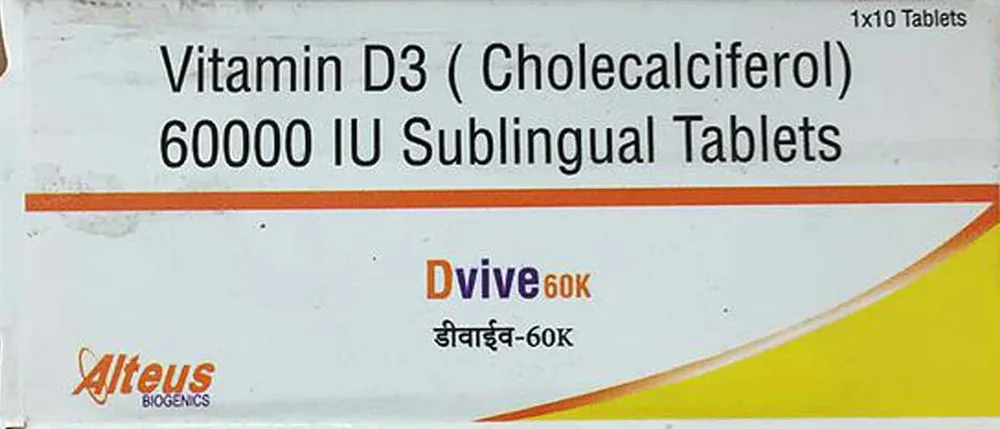 1x10 Tablets
Vitamin D3 ( Cholecalciferol)
60000 IU Sublingual Tablets
Dvive 60K
डीवाईव-60K
Alteus
BIOGENICS